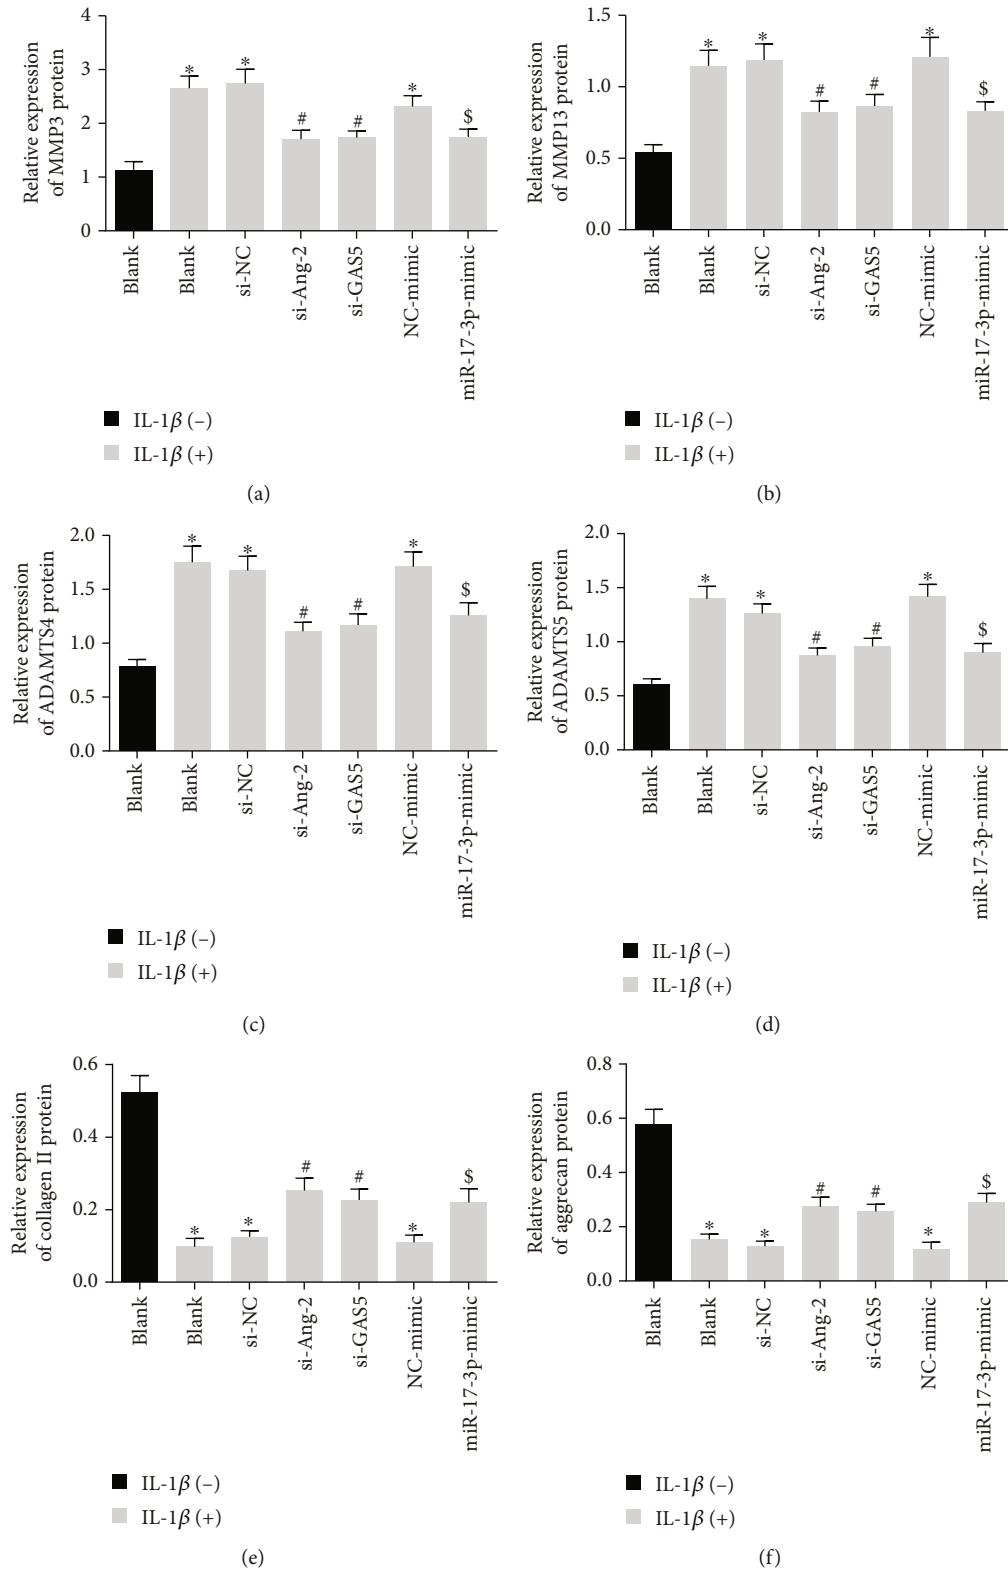 Relative expression
of MMP3 protein
4
3
2
1
0
* * # # * $
Blank
Blank
si-NC
si-Ang-2
si-GAS5
NC-mimic
miR-17-3p-mimic
IL-1β (–)
IL-1β (+)
(a)
Relative expression
of MMP13 protein
1.5
1.0
0.5
0.0
* * # # * $
Blank
Blank
si-NC
si-Ang-2
si-GAS5
NC-mimic
miR-17-3p-mimic
IL-1β (–)
IL-1β (+)
(b)
Relative expression
of ADAMTS4 protein
2.0
1.5
1.0
0.5
0.0
* * # # * $
Blank
Blank
si-NC
si-Ang-2
si-GAS5
NC-mimic
miR-17-3p-mimic
IL-1β (–)
IL-1β (+)
(c)
Relative expression
of ADAMTS5 protein
2.0
1.5
1.0
0.5
0.0
* * # # * $
Blank
Blank
si-NC
si-Ang-2
si-GAS5
NC-mimic
miR-17-3p-mimic
IL-1β (–)
IL-1β (+)
(d)
Relative expression
of collagen II protein
0.6
0.4
0.2
0.0
* * # # * $
Blank
Blank
si-NC
si-Ang-2
si-GAS5
NC-mimic
miR-17-3p-mimic
IL-1β (–)
IL-1β (+)
(e)
Relative expression
of aggrecan protein
0.8
0.6
0.4
0.2
0.0
* * # # * $
Blank
Blank
si-NC
si-Ang-2
si-GAS5
NC-mimic
miR-17-3p-mimic
IL-1β (–)
IL-1β (+)
(f)